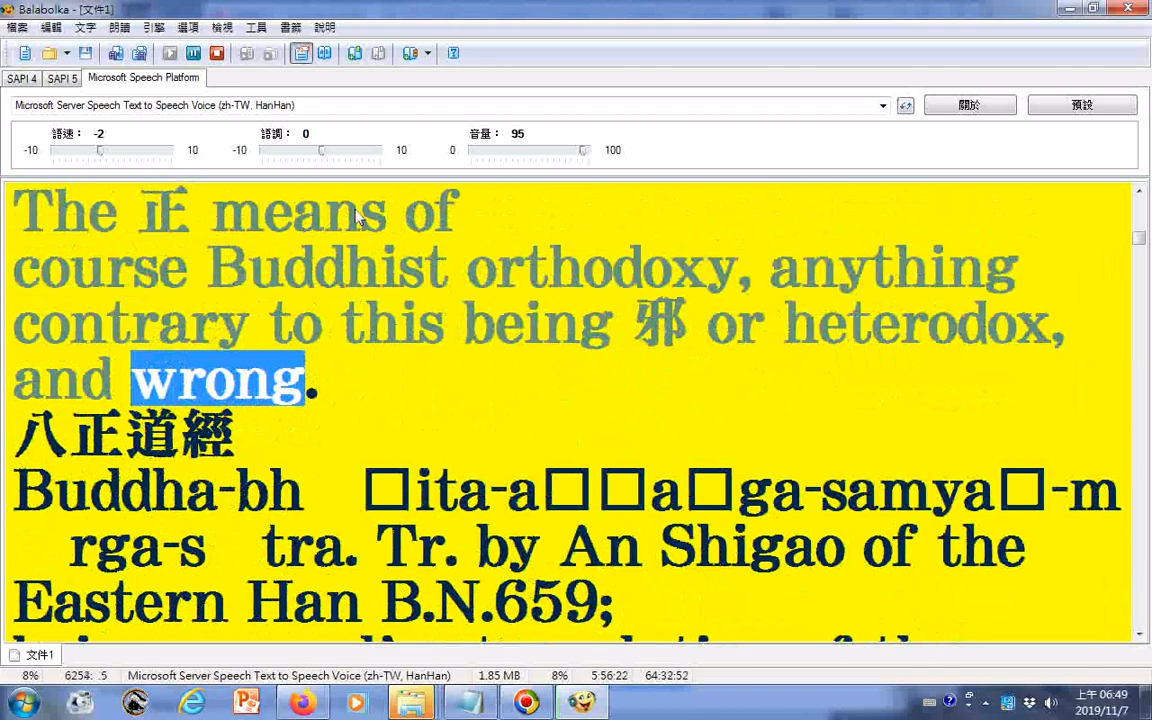 Balabolka - [文件1]
檔案 編輯 文字 朗讀 引擎 選項 檢視 工具 書籤 說明
SAPI 4 SAPI 5 Microsoft Speech Platform
Microsoft Server Speech Text to Speech Voice (zh-TW, HanHan) 關於 預設
語速： -2 語調： 0 音量： 95
-10 10 -10 10 0 100
The 正 means of
course Buddhist orthodoxy, anything
contrary to this being 邪 or heterodox,
and wrong.
八正道經
Buddha-bh □ita-a□□a□ga-samya□-m
rga-s tra. Tr. by An Shigao of the
Eastern Han B.N.659;
文件1
8% 6254: .5 Microsoft Server Speech Text to Speech Voice (zh-TW, HanHan) 1.85 MB 8% 5:56:22 64:32:52
上午 06:49
2019/11/7